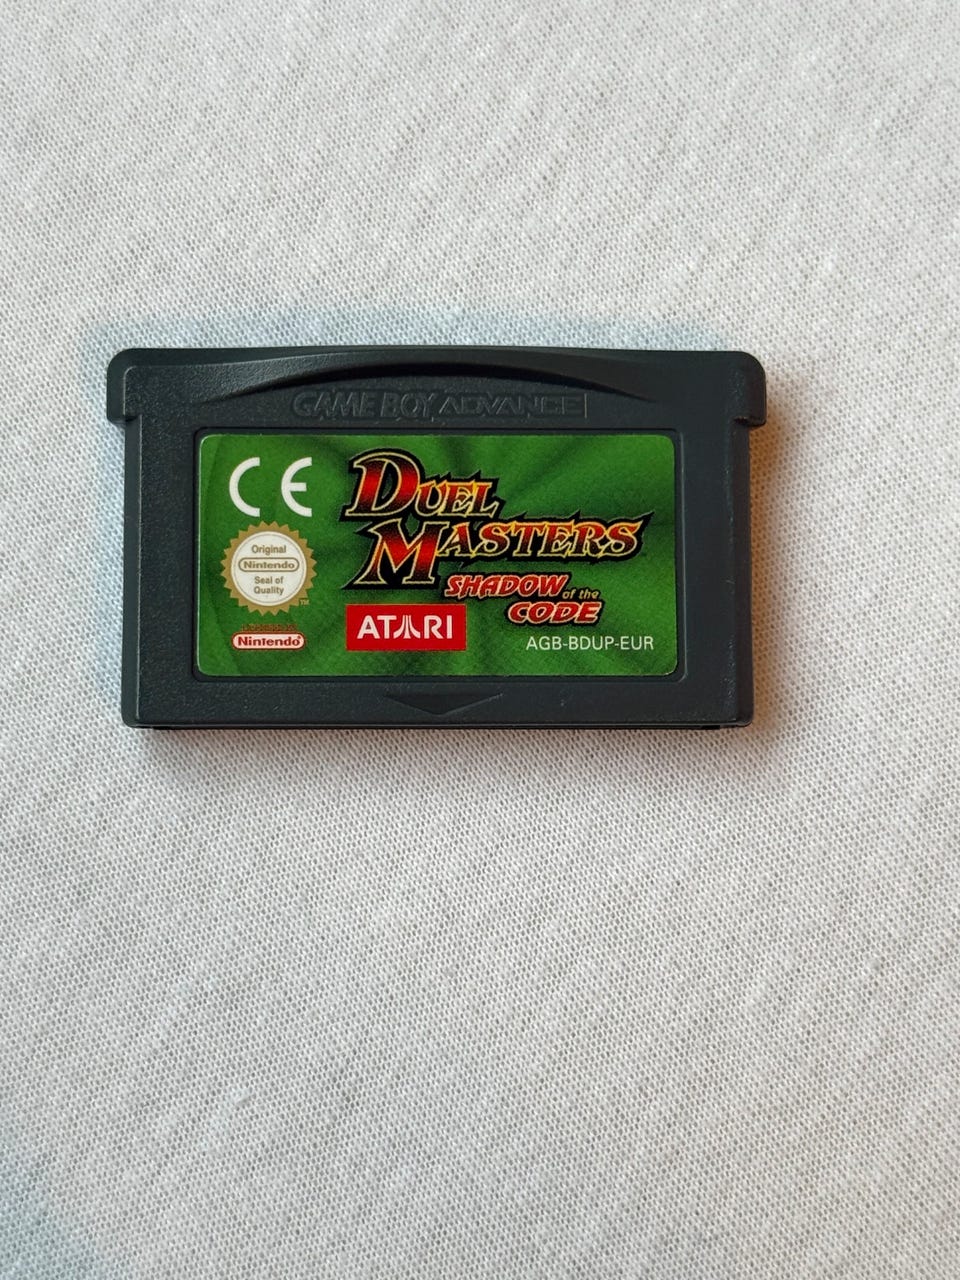 GAME BOY ADVANCE
CE
DUEL
MASTERS
SHADOW of the
CODE
Original
Nintendo
Seal of
Quality
TM
Nintendo®
ATARI
AGB-BDUP-EUR